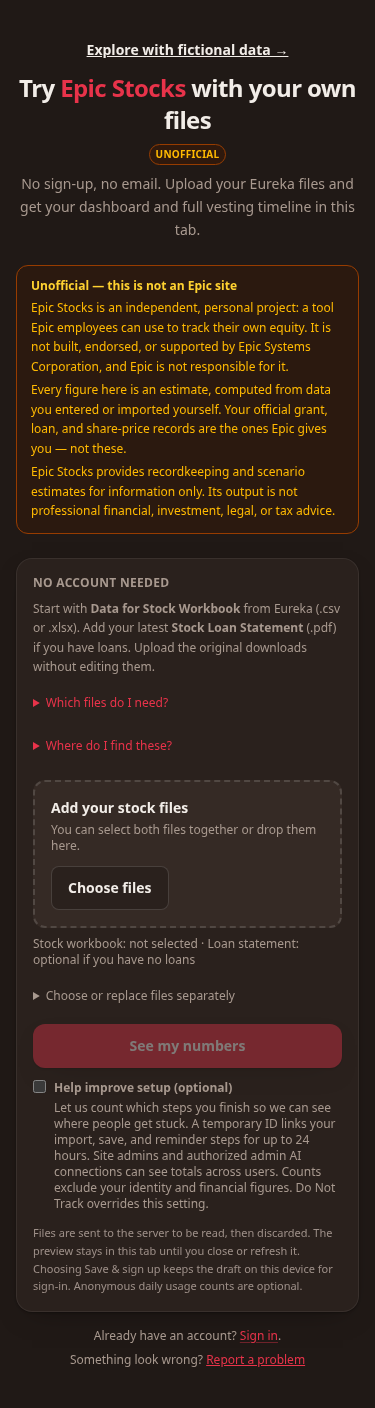 Explore with fictional data →
Try Epic Stocks with your own
files
UNOFFICIAL
No sign-up, no email. Upload your Eureka files and
get your dashboard and full vesting timeline in this
tab.
Unofficial — this is not an Epic site
Epic Stocks is an independent, personal project: a tool
Epic employees can use to track their own equity. It is
not built, endorsed, or supported by Epic Systems
Corporation, and Epic is not responsible for it.
Every figure here is an estimate, computed from data
you entered or imported yourself. Your official grant,
loan, and share-price records are the ones Epic gives
you — not these.
Epic Stocks provides recordkeeping and scenario
estimates for information only. Its output is not
professional financial, investment, legal, or tax advice.
NO ACCOUNT NEEDED
Start with Data for Stock Workbook from Eureka (.csv
or .xlsx). Add your latest Stock Loan Statement (.pdf)
if you have loans. Upload the original downloads
without editing them.
▶ Which files do I need?
▶ Where do I find these?
Add your stock files
You can select both files together or drop them
here.
Choose files
Stock workbook: not selected · Loan statement:
optional if you have no loans
▶ Choose or replace files separately
See my numbers
Help improve setup (optional)
Let us count which steps you finish so we can see
where people get stuck. A temporary ID links your
import, save, and reminder steps for up to 24
hours. Site admins and authorized admin AI
connections can see totals across users. Counts
exclude your identity and financial figures. Do Not
Track overrides this setting.
Files are sent to the server to be read, then discarded. The
preview stays in this tab until you close or refresh it.
Choosing Save & sign up keeps the draft on this device for
sign-in. Anonymous daily usage counts are optional.
Already have an account? Sign in.
Something look wrong? Report a problem